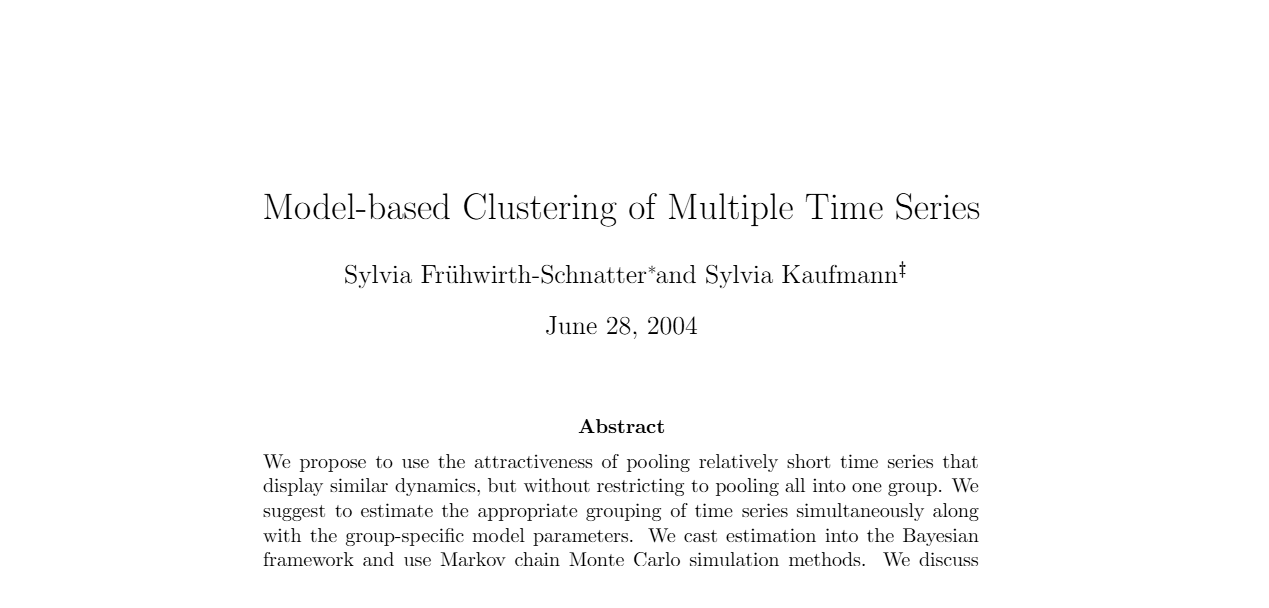 Model-based Clustering of Multiple Time Series
Sylvia Frühwirth-Schnatter*and Sylvia Kaufmann‡
June 28, 2004
Abstract
We propose to use the attractiveness of pooling relatively short time series that
display similar dynamics, but without restricting to pooling all into one group. We
suggest to estimate the appropriate grouping of time series simultaneously along
with the group-specific model parameters. We cast estimation into the Bayesian
framework and use Markov chain Monte Carlo simulation methods. We discuss